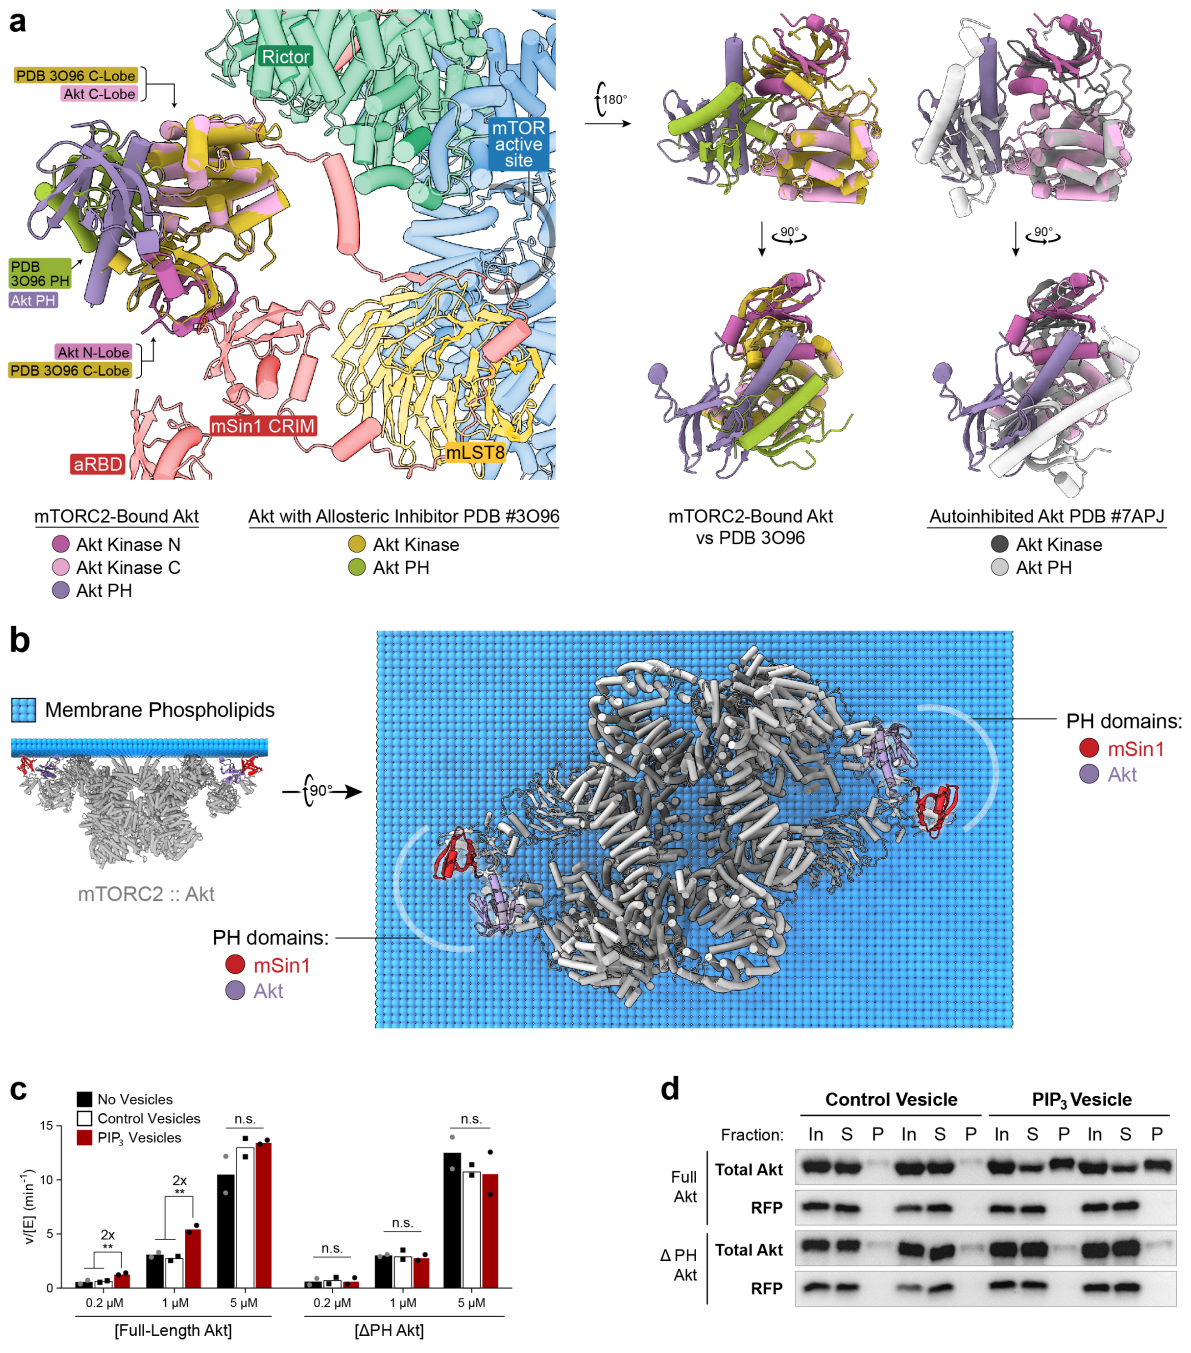 a
Rictor
PDB 3O96 C-Lobe
Akt C-Lobe
mTOR
active
site
180°
PDB
3O96 PH
Akt PH
90°
90°
Akt N-Lobe
PDB 3O96 C-Lobe
mSin1 CRIM
aRBD
mLST8
mTORC2-Bound Akt
Akt Kinase N
Akt Kinase C
Akt PH
Akt with Allosteric Inhibitor PDB #3O96
Akt Kinase
Akt PH
mTORC2-Bound Akt
vs PDB 3O96
Autoinhibited Akt PDB #7APJ
Akt Kinase
Akt PH
b
Membrane Phospholipids
90°
mTORC2 :: Akt
PH domains:
mSin1
Akt
PH domains:
mSin1
Akt
c
No Vesicles
Control Vesicles
PIP3 Vesicles
v/[E] (min-1)
15
10
5
0
2x
**
2x
**
n.s.
n.s.
n.s.
n.s.
0.2 µM
1 µM
5 µM
0.2 µM
1 µM
5 µM
[Full-Length Akt]
[ΔPH Akt]
d
Control Vesicle
PIP3 Vesicle
Fraction:
In S P In S P In S P In S P
Full
Akt
Total Akt
RFP
Δ PH
Akt
Total Akt
RFP